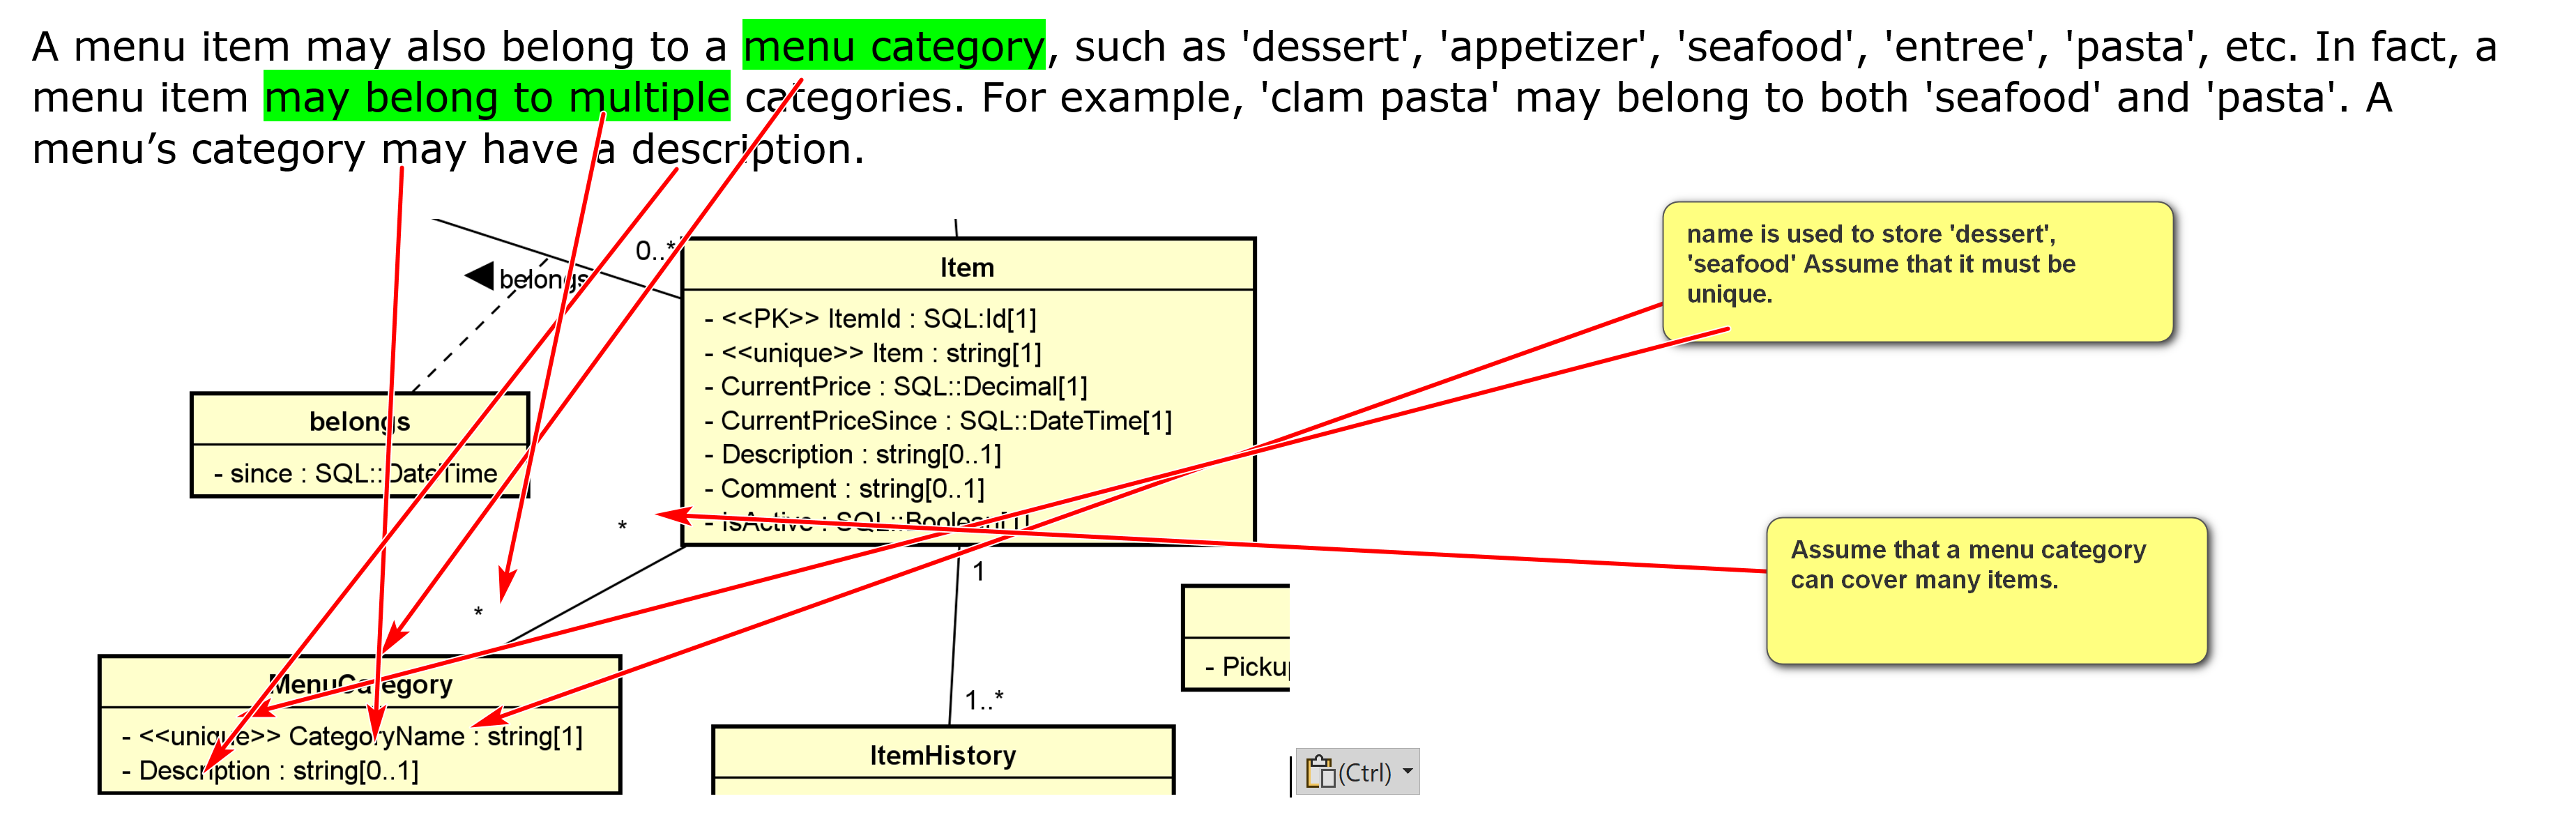 A menu item may also belong to a menu category, such as 'dessert', 'appetizer', 'seafood', 'entree', 'pasta', etc. In fact, a
menu item may belong to multiple categories. For example, 'clam pasta' may belong to both 'seafood' and 'pasta'. A
menu’s category may have a description.
name is used to store 'dessert',
'seafood' Assume that it must be
unique.
0..*
belongs
Item
- <<PK>> ItemId : SQL:Id[1]
- <<unique>> Item : string[1]
- CurrentPrice : SQL::Decimal[1]
- CurrentPriceSince : SQL::DateTime[1]
- Description : string[0..1]
- Comment : string[0..1]
- isActive : SQL::Boolean[1]
belongs
- since : SQL::DateTime
*
*
Assume that a menu category
can cover many items.
1
1..*
MenuCategory
- <<unique>> CategoryName : string[1]
- Description : string[0..1]
- Pickup
ItemHistory
(Ctrl)